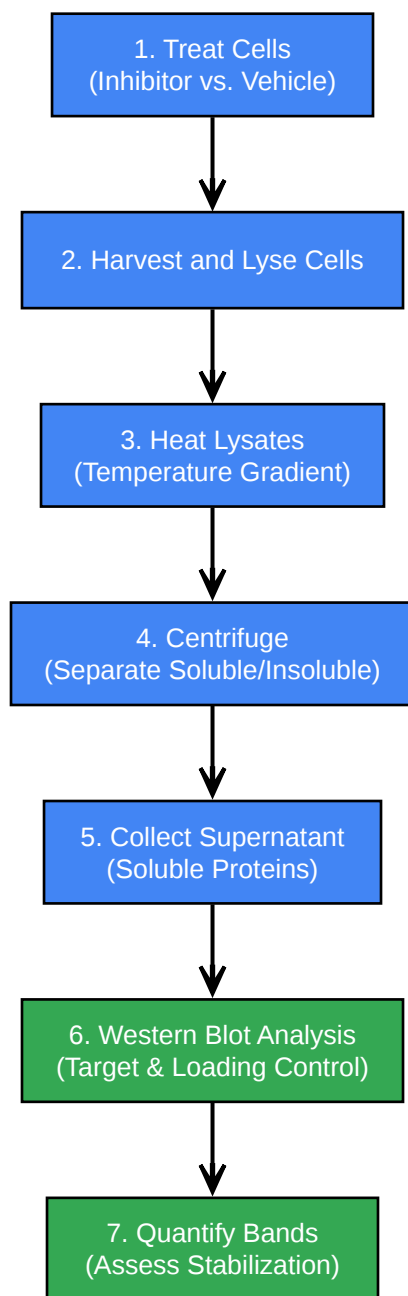 1. Treat Cells
(Inhibitor vs. Vehicle)
2. Harvest and Lyse Cells
3. Heat Lysates
(Temperature Gradient)
4. Centrifuge
(Separate Soluble/Insoluble)
5. Collect Supernatant
(Soluble Proteins)
6. Western Blot Analysis
(Target & Loading Control)
7. Quantify Bands
(Assess Stabilization)